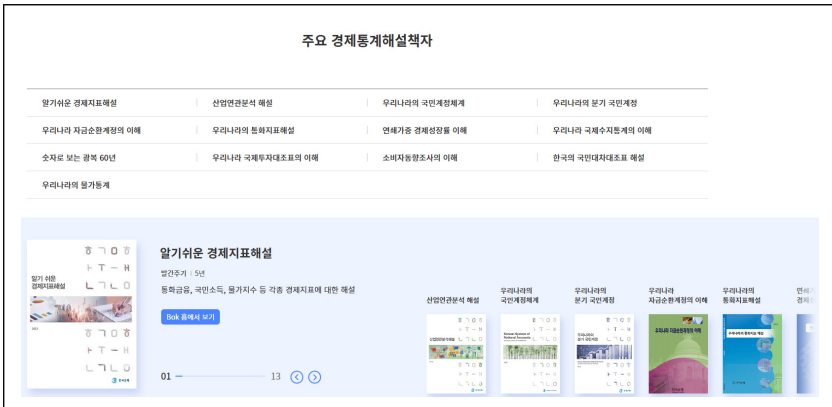 주요 경제통계해설책자
알기쉬운 경제지표해설
산업연관분석 해설
우리나라의 국민계정체계
우리나라의 분기 국민계정
우리나라 자금순환계정의 이해
우리나라의 통화지표해설
연쇄가중 경제성장률 이해
우리나라 국제수지통계의 이해
숫자로 보는 광복 60년
우리나라 국제투자대조표의 이해
소비자동향조사의 이해
한국의 국민대차대조표 해설
우리나라의 물가통계
알기 쉬운
경제지표해설
한국은행
알기쉬운 경제지표해설
발간주기 | 5년
통화금융, 국민소득, 물가지수 등 각종 경제지표에 대한 해설
Bok 홈에서 보기
01
13
산업연관분석 해설
우리나라의
국민계정체계
우리나라의
분기 국민계정
우리나라
자금순환계정의 이해
우리나라의
통화지표해설